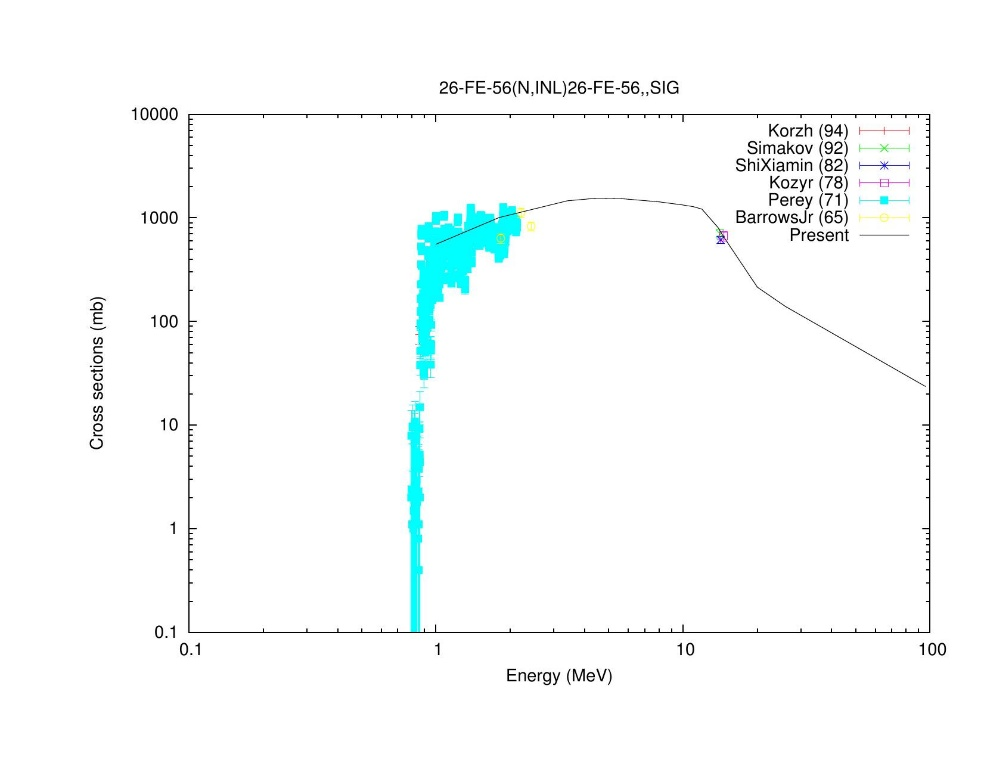 26-FE-56(N,INL)26-FE-56,,SIG
10000
1000
100
10
1
0.1
Cross sections (mb)
Korzh (94)
Simakov (92)
ShiXiamin (82)
Kozyr (78)
Perey (71)
BarrowsJr (65)
Present
0.1
1
10
100
Energy (MeV)